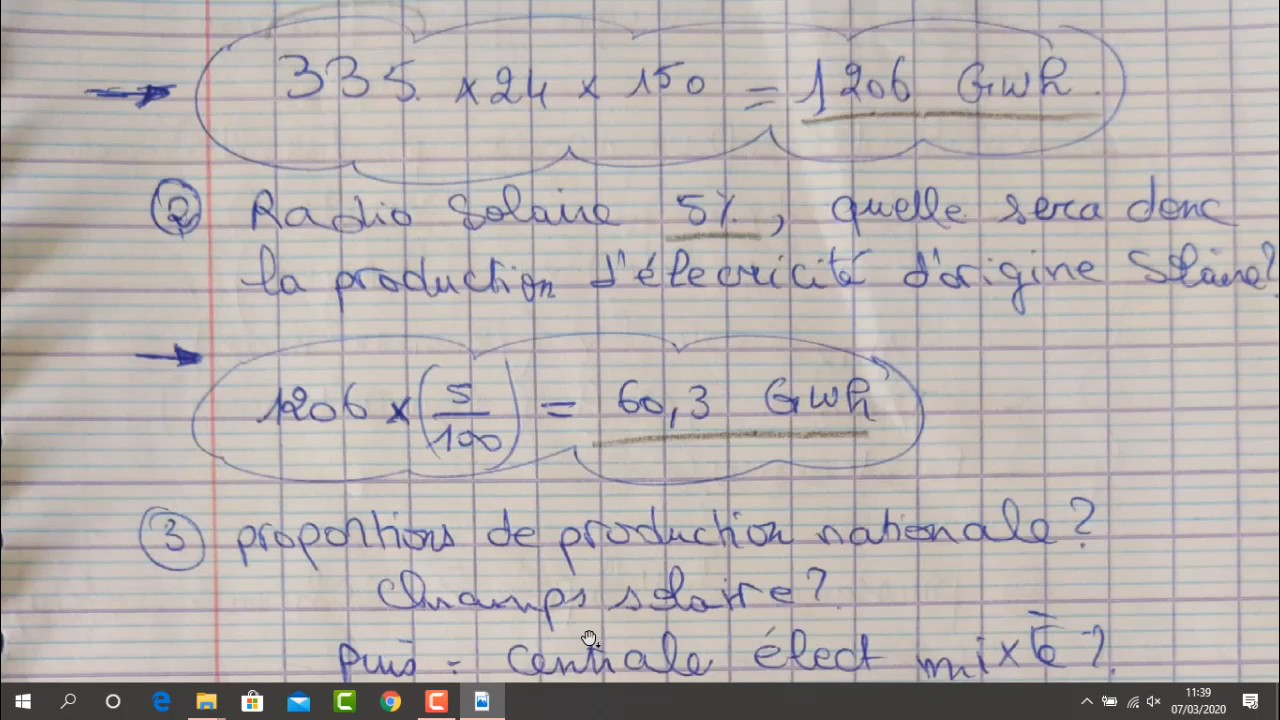 335 × 24 × 150 = 1206 GWh
② Radio solaire 5%, quelle sera donc
la production d'électricité d'origine solaire?
1206 × (5/100) = 60,3 GWh
③ proportions de production nationale?
Champs solaire?
puis = centrale élect mixte?
11:39
07/03/2020